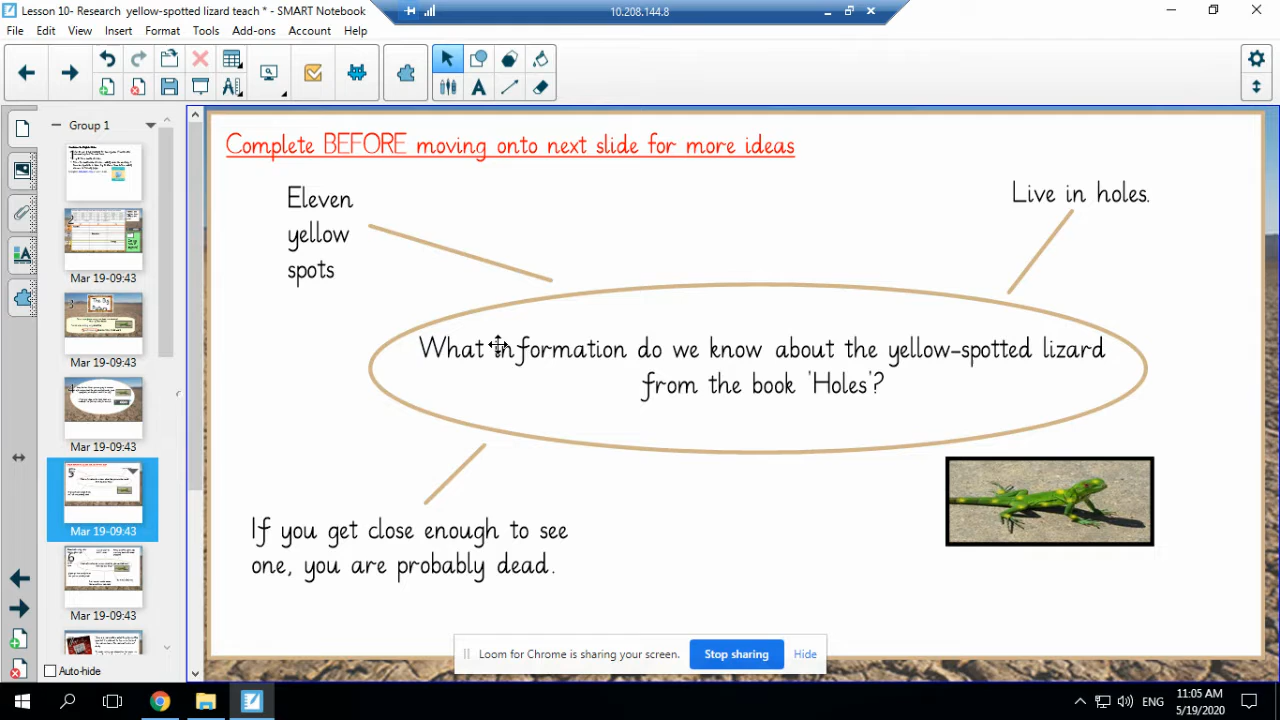 Lesson 10- Research yellow-spotted lizard teach * - SMART Notebook
10.208.144.8
File Edit View Insert Format Tools Add-ons Account Help
Group 1
Complete BEFORE moving onto next slide for more ideas
Eleven
yellow
spots
Live in holes.
What information do we know about the yellow-spotted lizard
from the book 'Holes'?
If you get close enough to see
one, you are probably dead.
1
2
Mar 19-09:43
3
Mar 19-09:43
Mar 19-09:43
5
Mar 19-09:43
6
Mar 19-09:43
Auto-hide
Loom for Chrome is sharing your screen. Stop sharing Hide
ENG
11:05 AM
5/19/2020